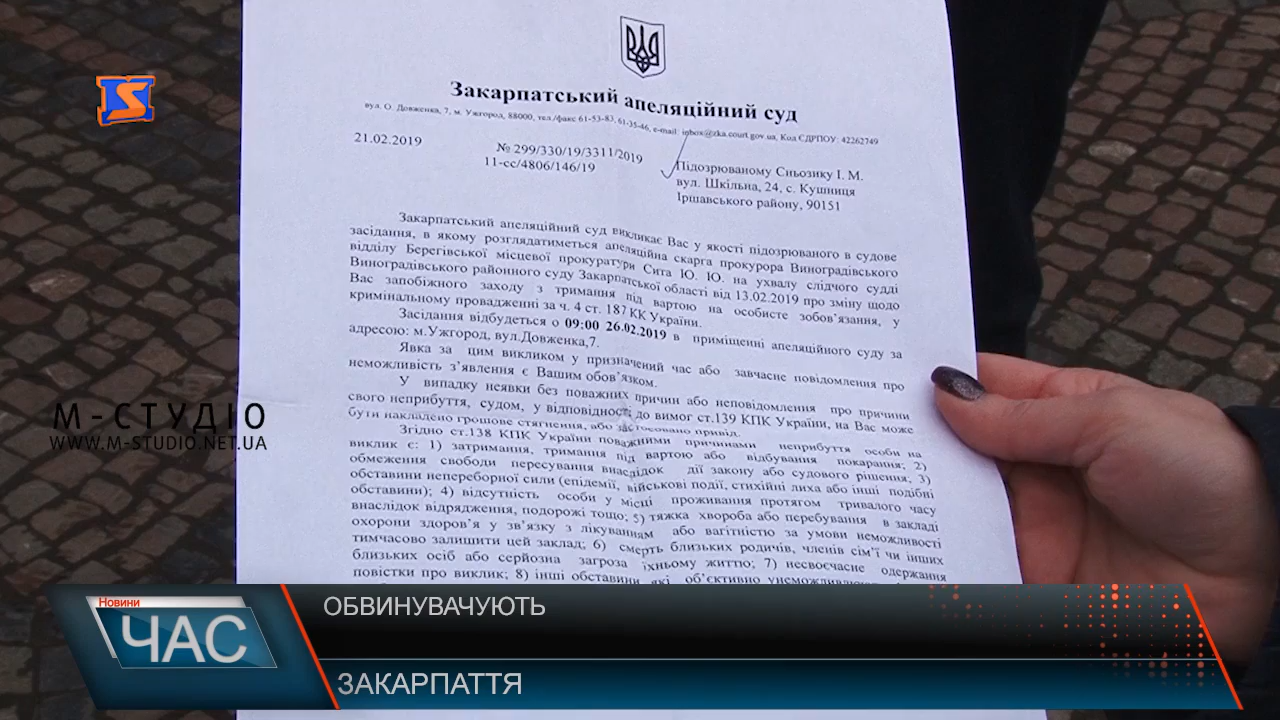 Закарпатський апеляційний суд
вул. О. Довженка, 7, м. Ужгород, 88000, тел./факс 61-53-83, 61-35-46, e-mail: inbox@zka.court.gov.ua, Код ЄДРПОУ: 42262749
21.02.2019
№ 299/330/19/3311/2019
11-сс/4806/146/19
Підозрюваному Сньозику І. М.
вул. Шкільна, 24, с. Кушниця
Іршавського району, 90151
Закарпатський апеляційний суд викликає Вас у якості підозрюваного в судове
засідання, в якому розглядатиметься апеляційна скарга прокурора Виноградівського
відділу Берегівської місцевої прокуратури Сита Ю. Ю. на ухвалу слідчого судді
Виноградівського районного суду Закарпатської області від 13.02.2019 про зміну щодо
Вас запобіжного заходу з тримання під вартою на особисте зобов'язання, у
кримінальному провадженні за ч. 4 ст. 187 КК України.
Засідання відбудеться о 09:00 26.02.2019 в приміщенні апеляційного суду за
адресою: м.Ужгород, вул.Довженка,7.
Явка за цим викликом у призначений час або завчасне повідомлення про
неможливість з'явлення є Вашим обов'язком.
У випадку неявки без поважних причин або неповідомлення про причини
свого неприбуття, судом, у відповідності до вимог ст.139 КПК України, на Вас може
бути накладено грошове стягнення, або застосовано привід.
Згідно ст.138 КПК України поважними причинами неприбуття особи на
виклик є: 1) затримання, тримання під вартою або відбування покарання; 2)
обмеження свободи пересування внаслідок дії закону або судового рішення; 3)
обставини непереборної сили (епідемії, військові події, стихійні лиха або інші подібні
обставини); 4) відсутність особи у місці проживання протягом тривалого часу
внаслідок відрядження, подорожі тощо; 5) тяжка хвороба або перебування в закладі
охорони здоров'я у зв'язку з лікуванням або вагітністю за умови неможливості
тимчасово залишити цей заклад; 6) смерть близьких родичів, членів сім'ї чи інших
близьких осіб або серйозна загроза їхньому життю; 7) несвоєчасне одержання
повістки про виклик; 8) інші обставини, які об'єктивно унеможливлюють
М-СТУДІО
WWW.M-STUDIO.NET.UA
Новини
ЧАС
ОБВИНУВАЧУЮТЬ
ЗАКАРПАТТЯ